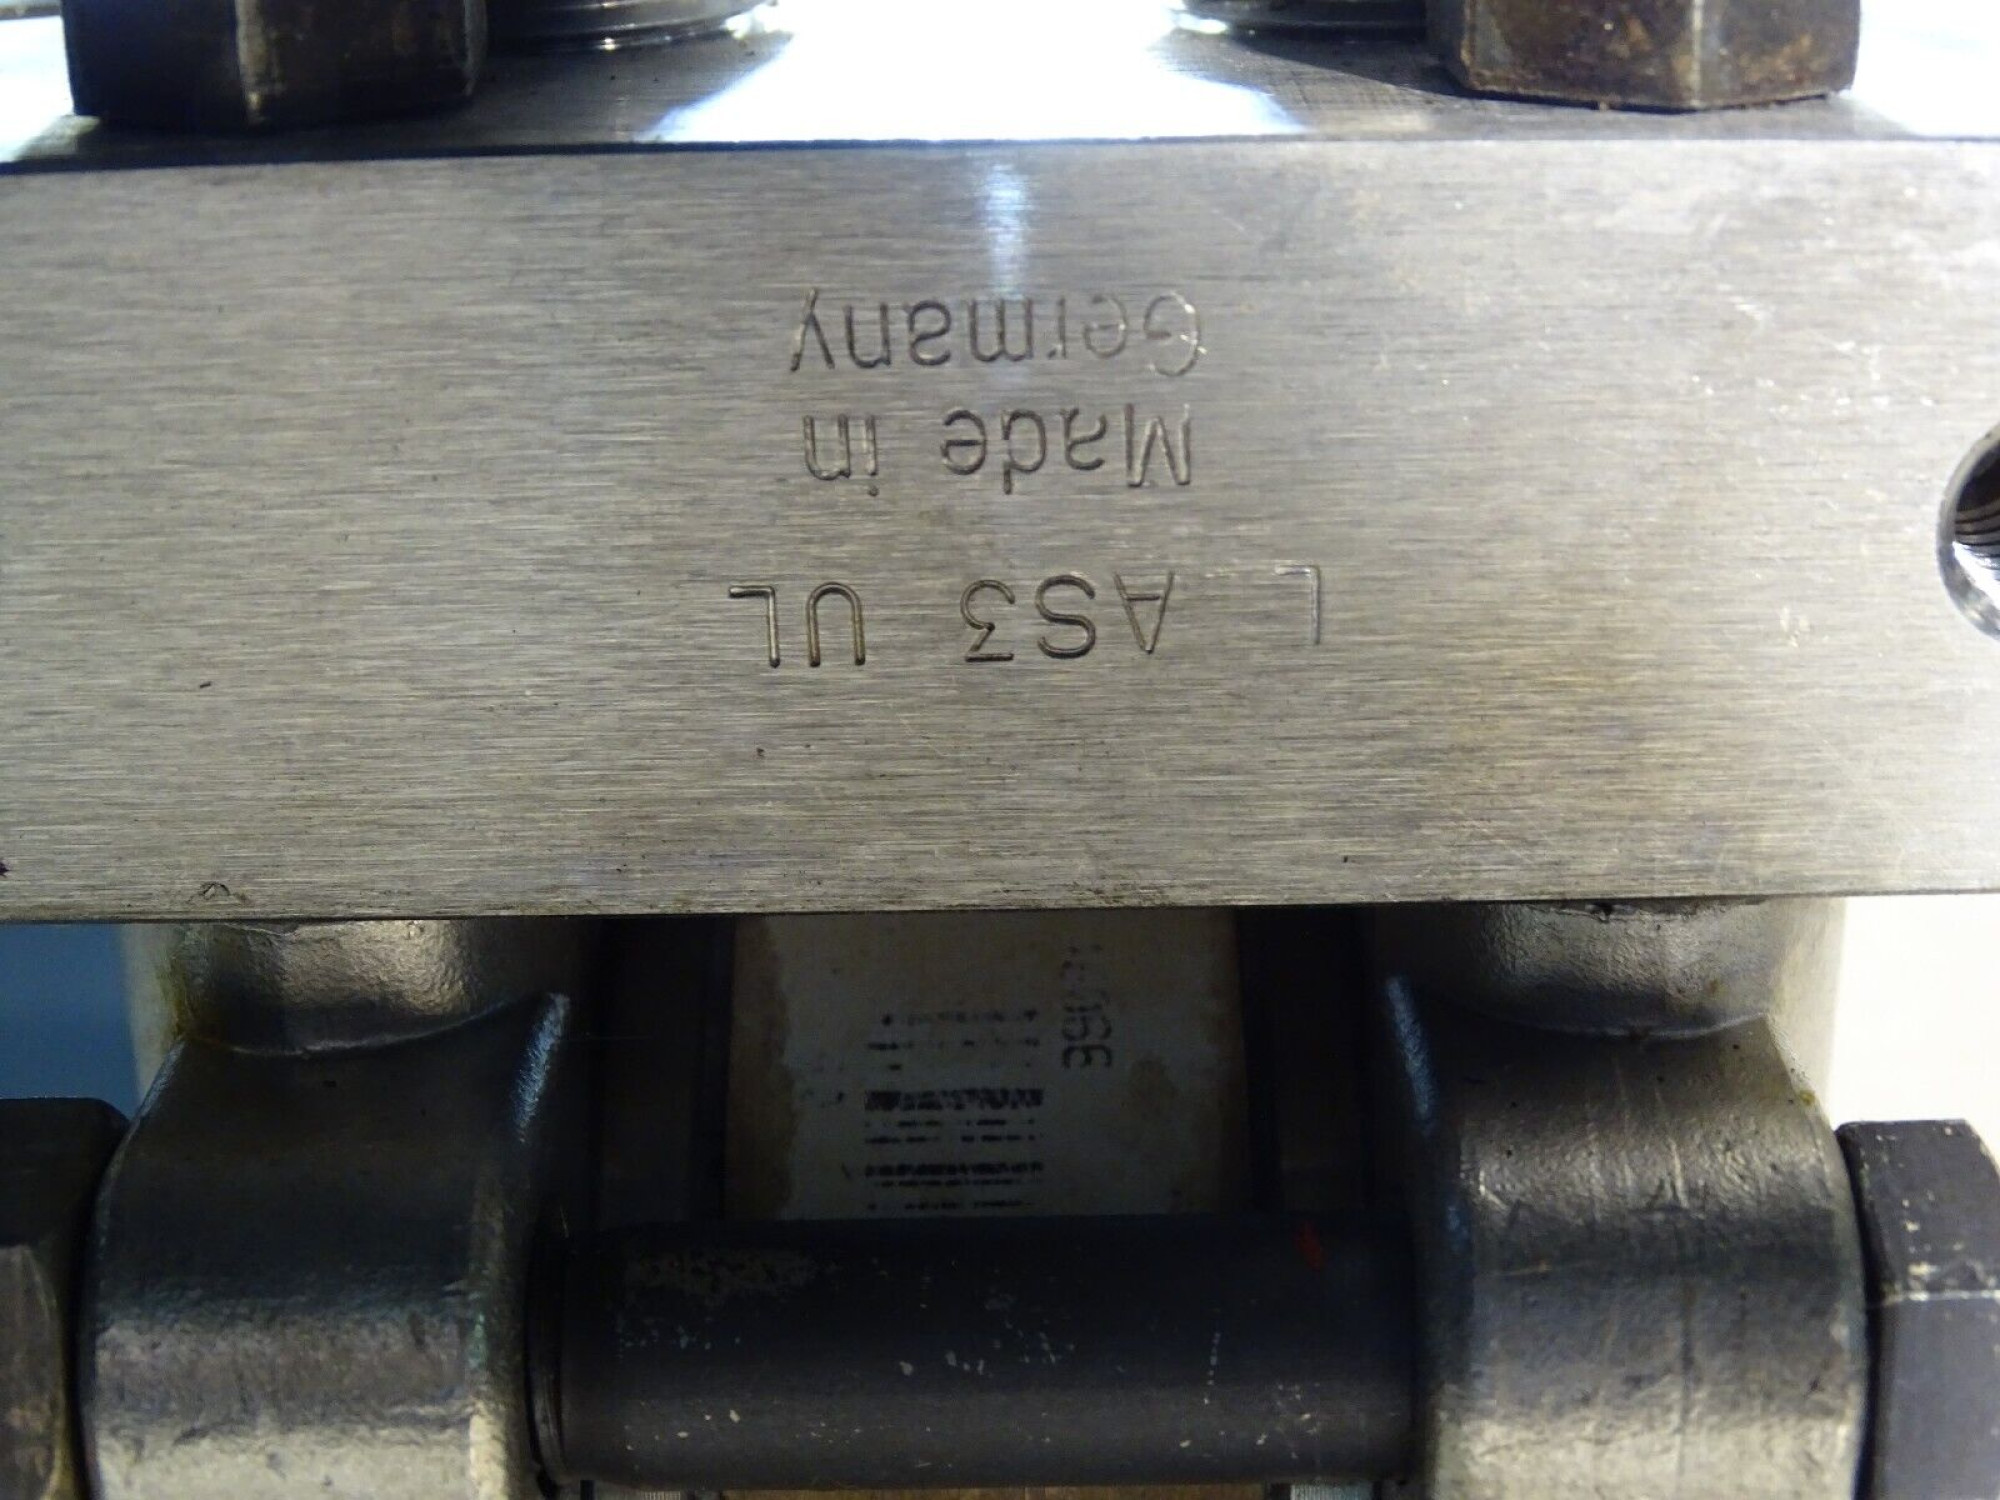 L AS3 UL
Made in
Germany